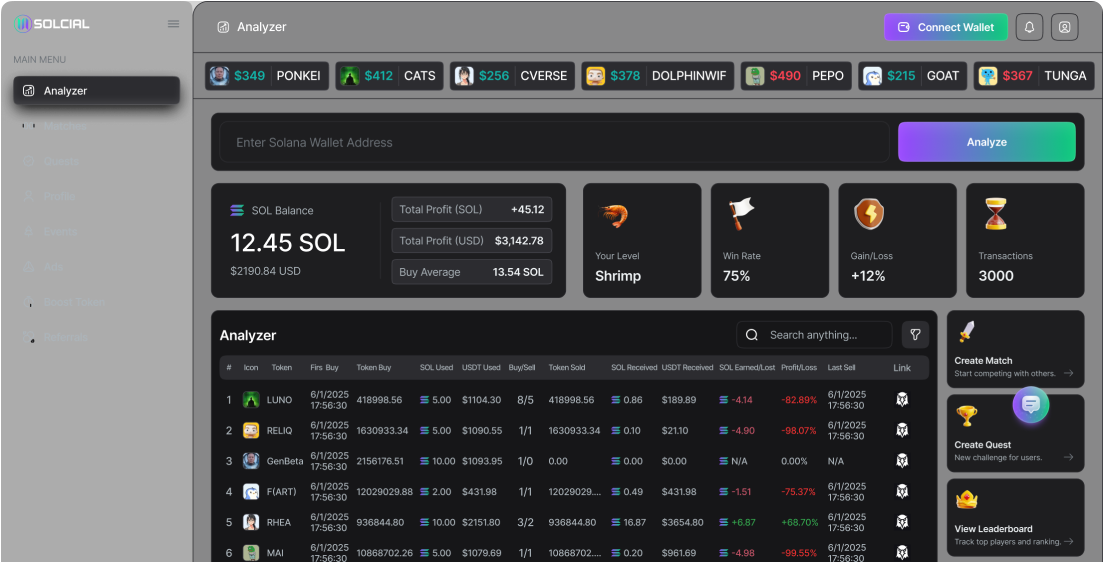 SOLCIAL
MAIN MENU
Analyzer
Matches
Quests
Profile
Events
Ads
Boost Token
Referrals
Analyzer
Connect Wallet
$349 PONKEI $412 CATS $256 CVERSE $378 DOLPHINWIF $490 PEPO $215 GOAT $367 TUNGA
Enter Solana Wallet Address
Analyze
SOL Balance
12.45 SOL
$2190.84 USD
Total Profit (SOL) +45.12
Total Profit (USD) $3,142.78
Buy Average 13.54 SOL
Your Level
Shrimp
Win Rate
75%
Gain/Loss
+12%
Transactions
3000
Analyzer
Search anything...
# Icon Token Firs Buy Token Buy SOL Used USDT Used Buy/Sell Token Sold SOL Received USDT Received SOL Earned/Lost Profit/Loss Last Sell Link
1 LUNO 6/1/2025 17:56:30 418998.56 5.00 $1104.30 8/5 418998.56 0.86 $189.89 -4.14 -82.89% 6/1/2025 17:56:30
2 RELIQ 6/1/2025 17:56:30 1630933.34 5.00 $1090.55 1/1 1630933.34 0.10 $21.10 -4.90 -98.07% 6/1/2025 17:56:30
3 GenBeta 6/1/2025 17:56:30 2156176.51 10.00 $1093.95 1/0 0.00 0.00 $0.00 N/A 0.00% N/A
4 F(ART) 6/1/2025 17:56:30 12029029.88 2.00 $431.98 1/1 12029029.... 0.49 $431.98 -1.51 -75.37% 6/1/2025 17:56:30
5 RHEA 6/1/2025 17:56:30 936844.80 10.00 $2151.80 3/2 936844.80 16.87 $3654.80 +6.87 +68.70% 6/1/2025 17:56:30
6 MAI 6/1/2025 17:56:30 10868702.26 5.00 $1079.69 1/1 10868702.... 0.20 $961.69 -4.98 -99.55% 6/1/2025 17:56:30
Create Match
Start competing with others.
Create Quest
New challenge for users.
View Leaderboard
Track top players and ranking.